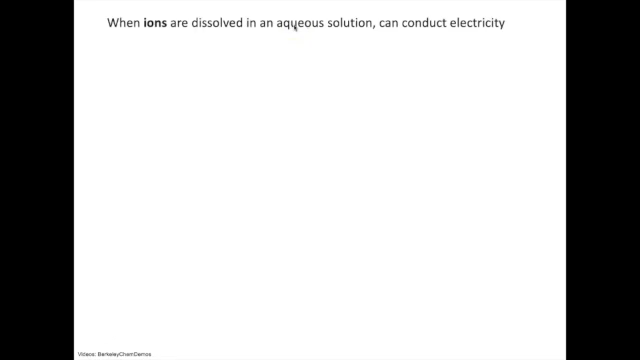 When ions are dissolved in an aqueous solution, can conduct electricity
Videos: BerkeleyChemDemos